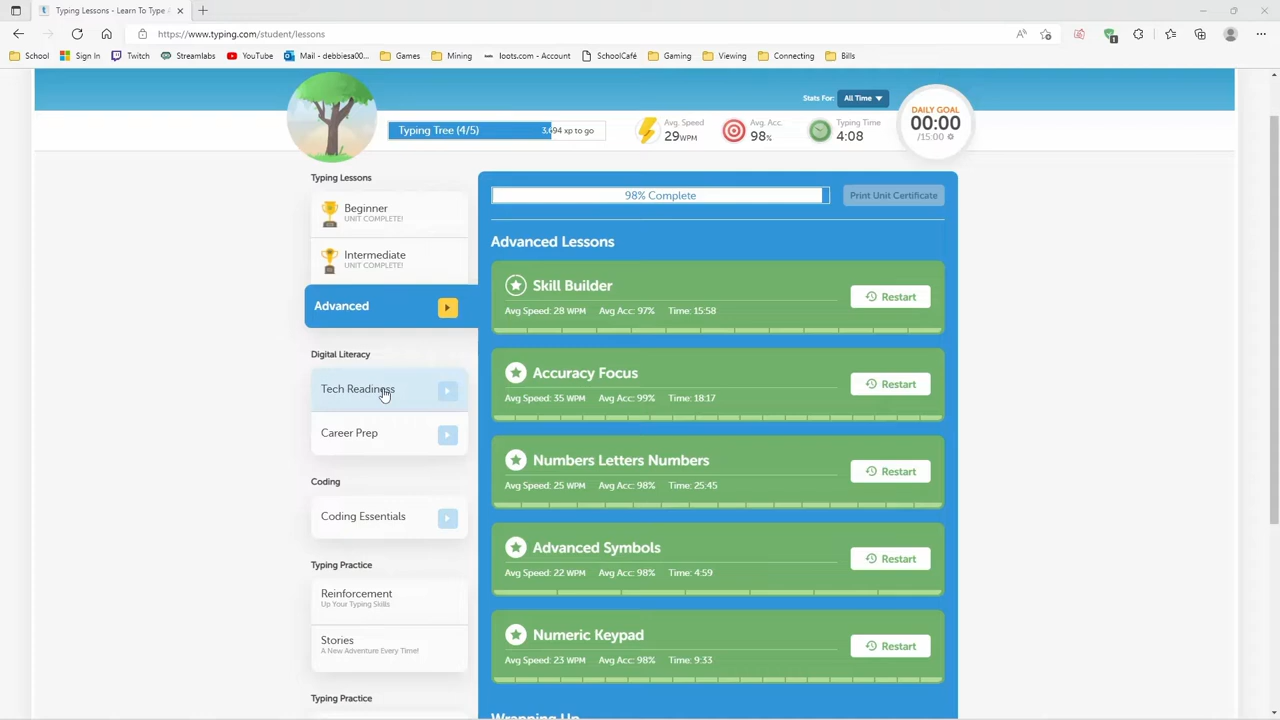 Typing Lessons - Learn To Type A
https://www.typing.com/student/lessons
School Sign In Twitch Streamlabs YouTube Mail - debbiesa00... Games Mining loots.com - Account SchoolCafé Gaming Viewing Connecting Bills
Stats For: All Time
Typing Tree (4/5) 3,694 xp to go
Avg. Speed
29 WPM
Avg. Acc.
98%
Typing Time
4:08
DAILY GOAL
00:00
/15:00
Typing Lessons
Beginner
UNIT COMPLETE!
Intermediate
UNIT COMPLETE!
Advanced
Digital Literacy
Tech Readiness
Career Prep
Coding
Coding Essentials
Typing Practice
Reinforcement
Up Your Typing Skills
Stories
A New Adventure Every Time!
Typing Practice
98% Complete
Print Unit Certificate
Advanced Lessons
Skill Builder
Avg Speed: 28 WPM Avg Acc: 97% Time: 15:58
Restart
Accuracy Focus
Avg Speed: 35 WPM Avg Acc: 99% Time: 18:17
Restart
Numbers Letters Numbers
Avg Speed: 25 WPM Avg Acc: 98% Time: 25:45
Restart
Advanced Symbols
Avg Speed: 22 WPM Avg Acc: 98% Time: 4:59
Restart
Numeric Keypad
Avg Speed: 23 WPM Avg Acc: 98% Time: 9:33
Restart
Wrapping Up